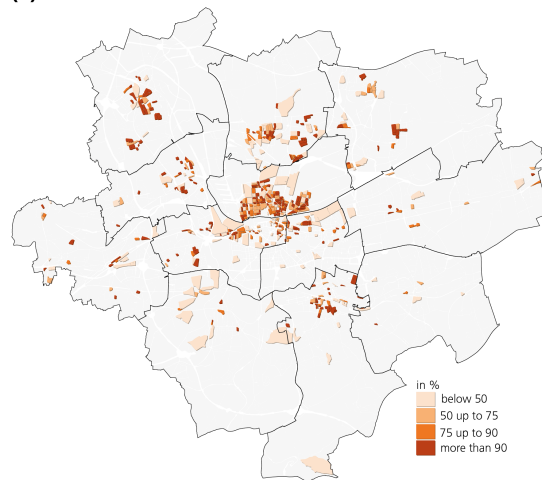 in %
below 50
50 up to 75
75 up to 90
more than 90